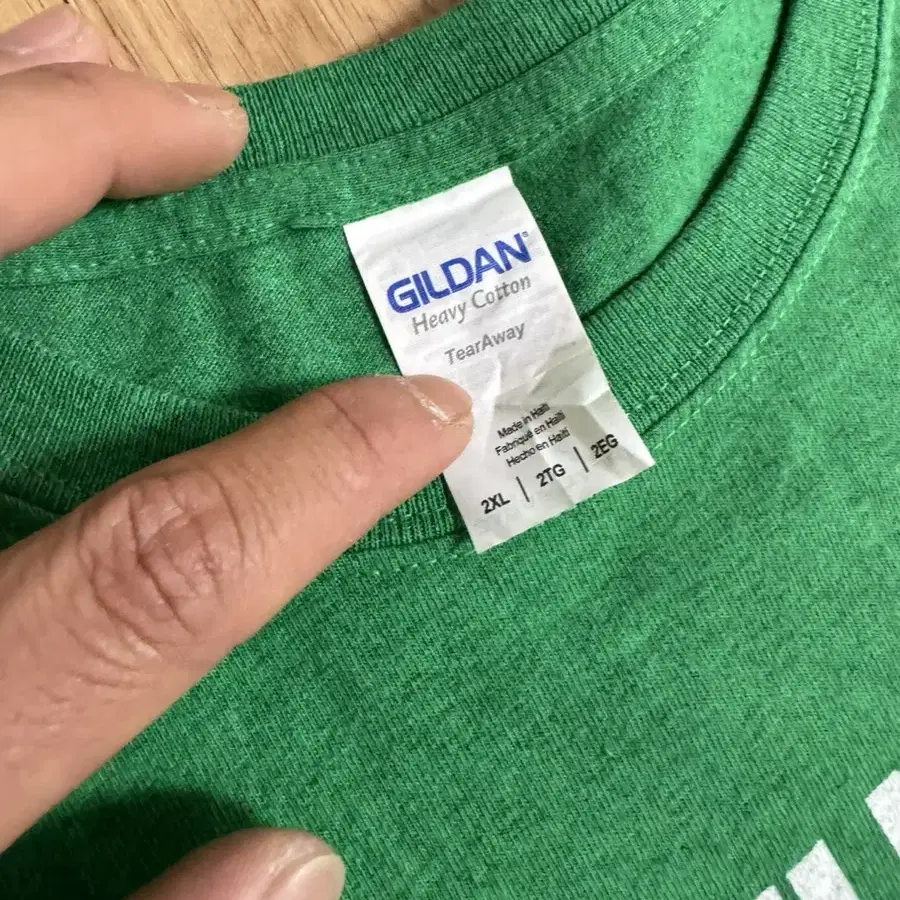 GILDAN
Heavy Cotton
TearAway
Made in Haiti
Fabriqué en Haïti
Hecho en Haití
2XL | 2TG | 2EG